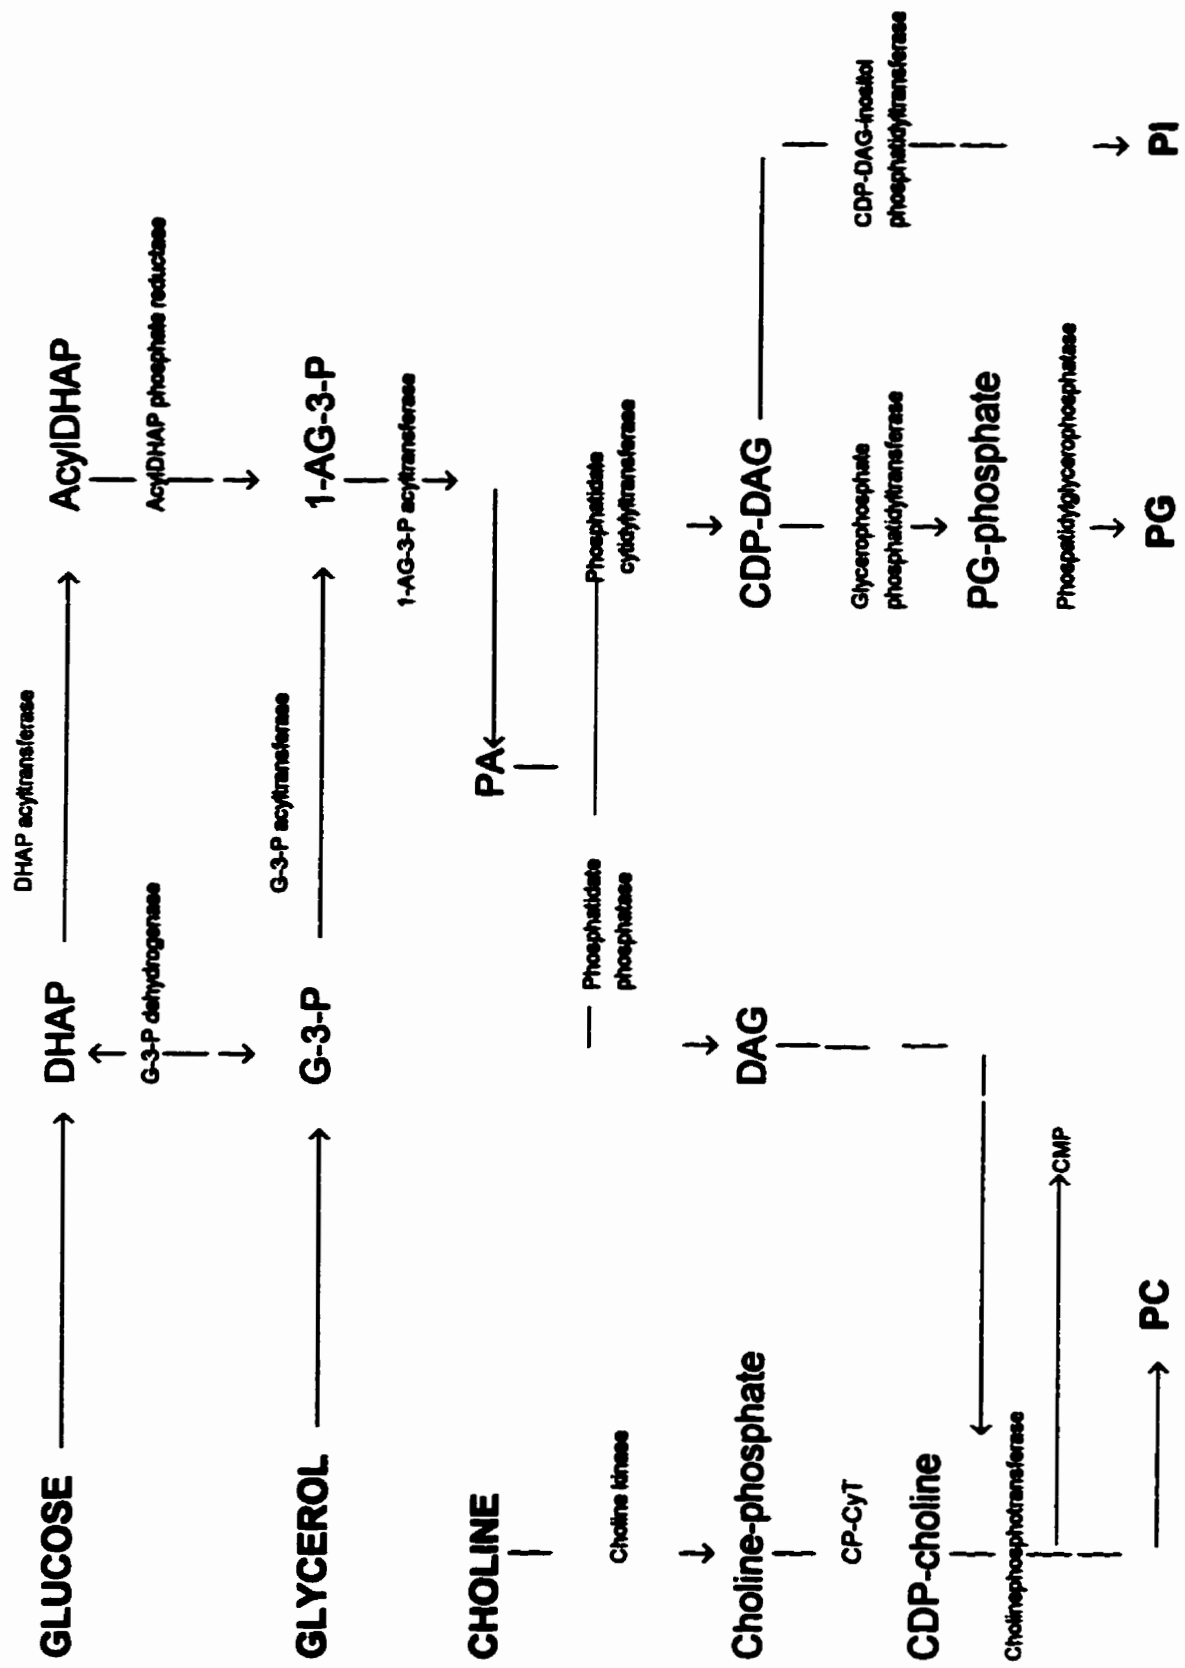 GLUCOSE
DHAP
DHAP acyltransferase
AcylDHAP
G-3-P dehydrogenase
AcylDHAP phosphate reductase
GLYCEROL
G-3-P
G-3-P acyltransferase
1-AG-3-P
1-AG-3-P acyltransferase
CHOLINE
PA
Choline kinase
Phosphatidate
phosphatase
Phosphatidate
cytidylyltransferase
Choline-phosphate
DAG
CDP-DAG
CP-CyT
Glycerophosphate
phosphatidyltransferase
CDP-DAG-inositol
phosphatidyltransferase
CDP-choline
PG-phosphate
Cholinephosphotransferase
CMP
Phospatidylglycerophosphatase
PC
PG
PI